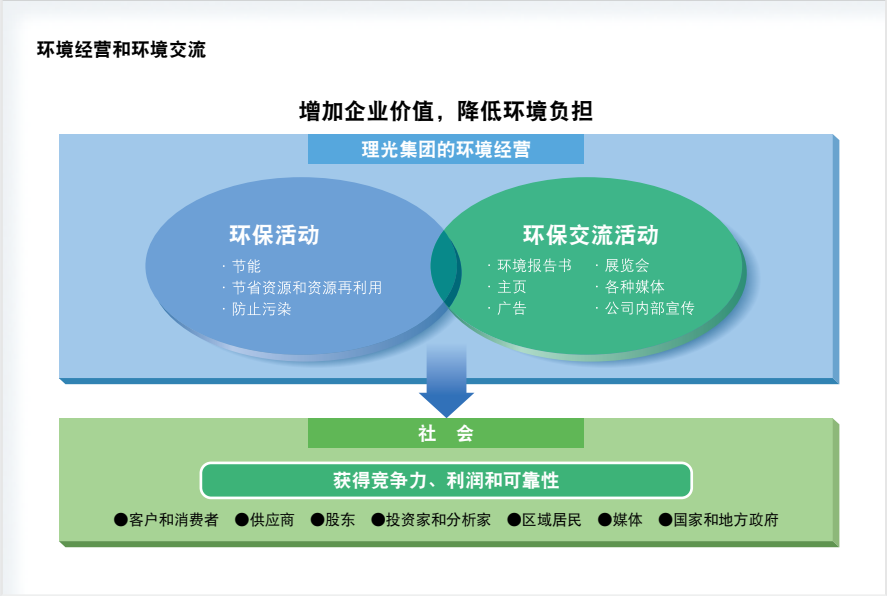 环境经营和环境交流
增加企业价值，降低环境负担
理光集团的环境经营
环保活动
· 节能
· 节省资源和资源再利用
· 防止污染
环保交流活动
· 环境报告书 · 展览会
· 主页 · 各种媒体
· 广告 · 公司内部宣传
社 会
获得竞争力、利润和可靠性
●客户和消费者 ●供应商 ●股东 ●投资家和分析家 ●区域居民 ●媒体 ●国家和地方政府